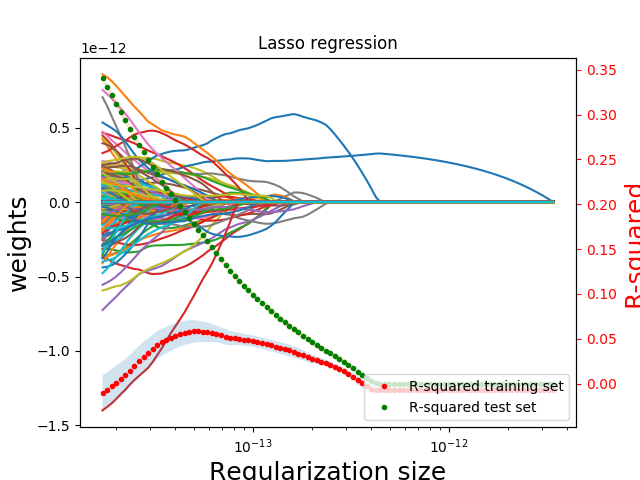 Lasso regression
1e−12
0.5
0.0
−0.5
−1.0
−1.5
weights
0.35
0.30
0.25
0.20
0.15
0.10
0.05
0.00
R-squared
R-squared training set
R-squared test set
10⁻¹³
10⁻¹²
Regularization size